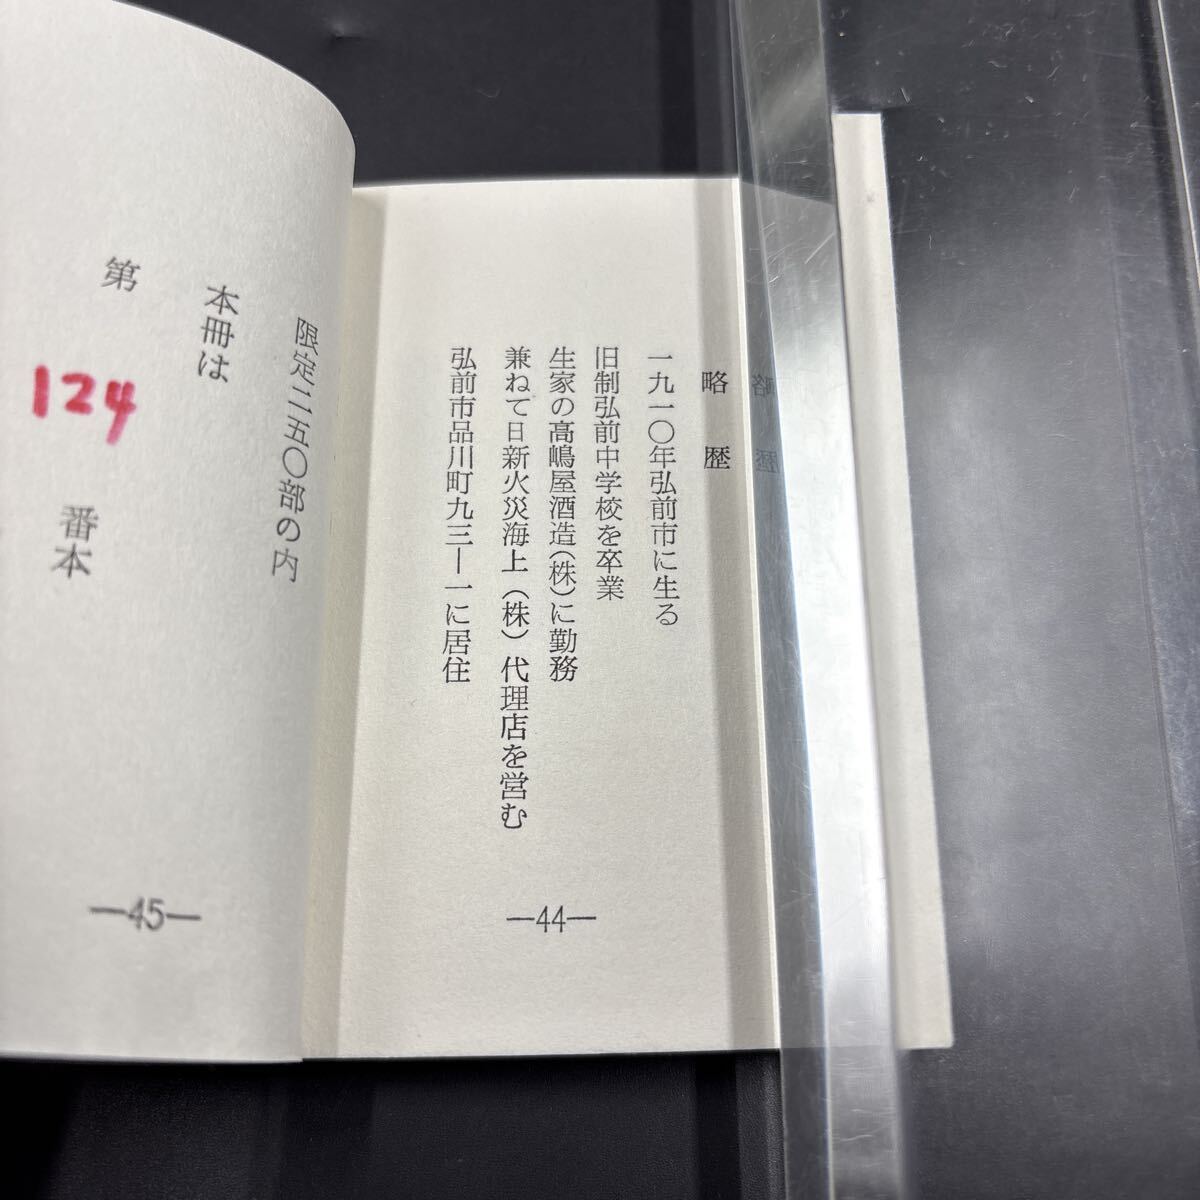 略歴
一九一〇年弘前市に生る
旧制弘前中学校を卒業
生家の高嶋屋酒造(株)に勤務
兼ねて日新火災海上(株)代理店を営む
弘前市品川町九三―一に居住
―44―
限定二五〇部の内
本冊は
第 124 番本
―45―